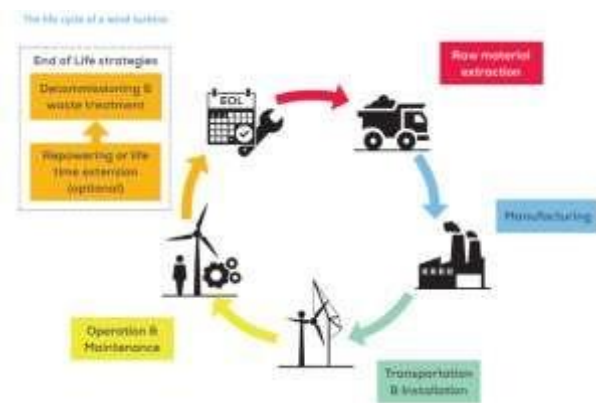 The life cycle of a wind turbine
End of Life strategies
Decommissioning &
waste treatment
Repowering or life
time extension
(optional)
EOL
Raw material
extraction
Manufacturing
Transportation
& Installation
Operation &
Maintenance